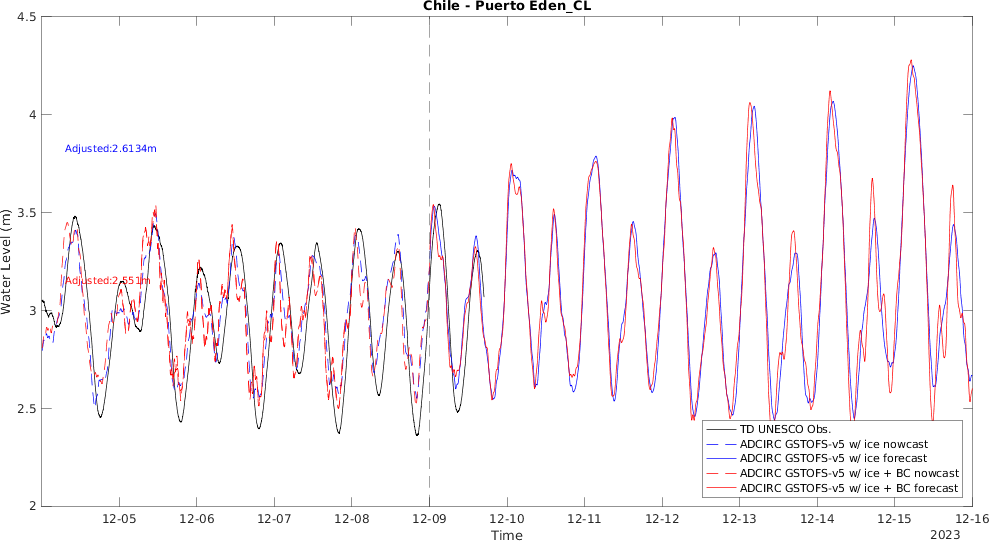 Chile - Puerto Eden_CL
4.5
4
3.5
3
2.5
2
Water Level (m)
Adjusted:2.6134m
Adjusted:2.551m
TD UNESCO Obs.
ADCIRC GSTOFS-v5 w/ ice nowcast
ADCIRC GSTOFS-v5 w/ ice forecast
ADCIRC GSTOFS-v5 w/ ice + BC nowcast
ADCIRC GSTOFS-v5 w/ ice + BC forecast
12-05 12-06 12-07 12-08 12-09 12-10 12-11 12-12 12-13 12-14 12-15 12-16
Time
2023